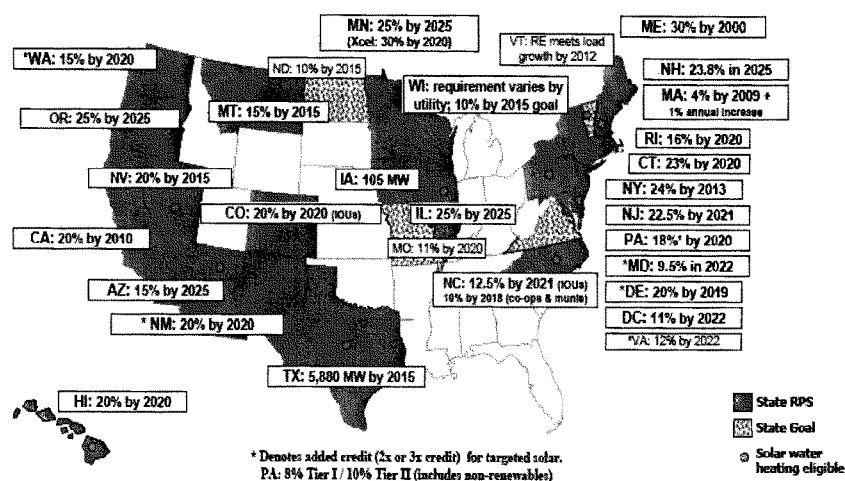 MN: 25% by 2025
(Xcel: 30% by 2020)
ME: 30% by 2000
VT: RE meets load
growth by 2012
*WA: 15% by 2020
ND: 10% by 2015
NH: 23.8% in 2025
WI: requirement varies by
utility; 10% by 2015 goal
MA: 4% by 2009 +
1% annual increase
MT: 15% by 2015
OR: 25% by 2025
RI: 16% by 2020
CT: 23% by 2020
NV: 20% by 2015
IA: 105 MW
NY: 24% by 2013
CO: 20% by 2020 (IOUs)
IL: 25% by 2025
NJ: 22.5% by 2021
CA: 20% by 2010
MO: 11% by 2020
PA: 18%¹ by 2020
*MD: 9.5% in 2022
AZ: 15% by 2025
NC: 12.5% by 2021 (IOUs)
10% by 2018 (co-ops & munis)
*DE: 20% by 2019
* NM: 20% by 2020
DC: 11% by 2022
*VA: 12% by 2022
TX: 5,880 MW by 2015
HI: 20% by 2020
State RPS
State Goal
Solar water
heating eligible
* Denotes added credit (2x or 3x credit) for targeted solar.
PA: 8% Tier I / 10% Tier II (includes non-renewables)